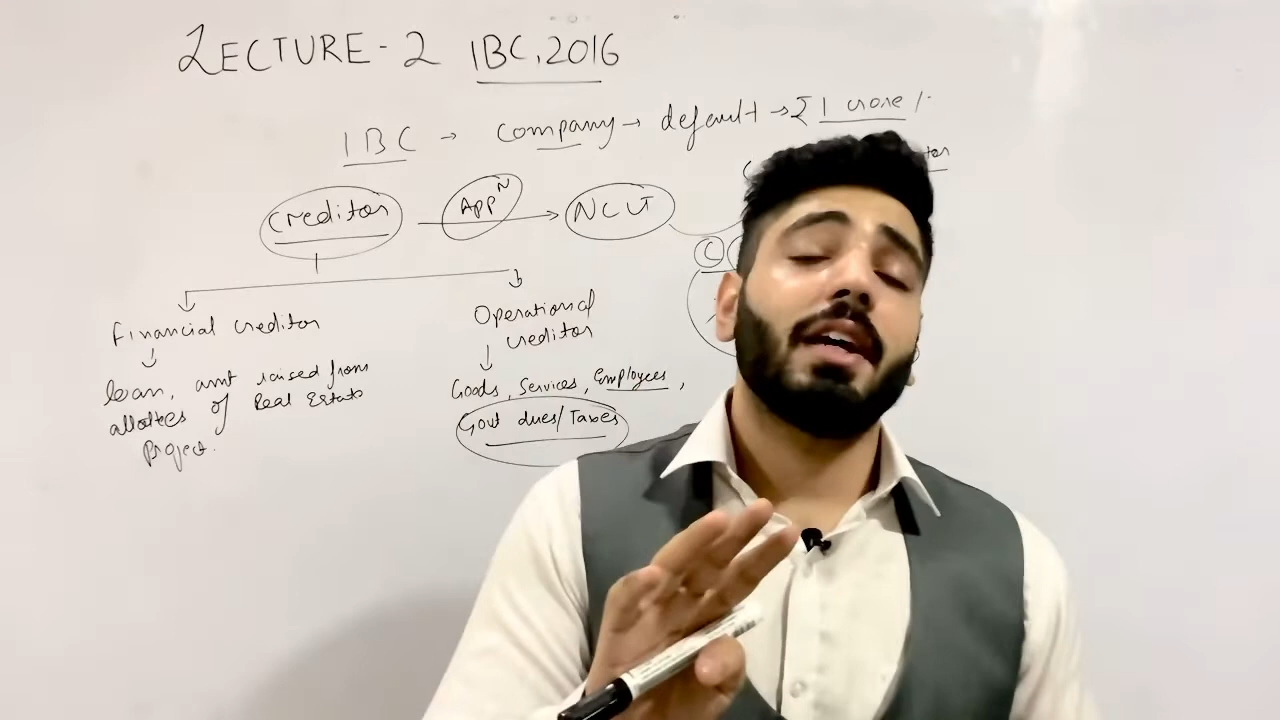 LECTURE - 2 IBC, 2016
IBC → company → default → ₹ 1 crore /-
Creditor APPᴺ → NCLT
Financial creditor
loan, amt raised from
allottees of Real Estate
Project.
Operational
creditor
Goods, Services, Employees,
Govt dues/Taxes
C